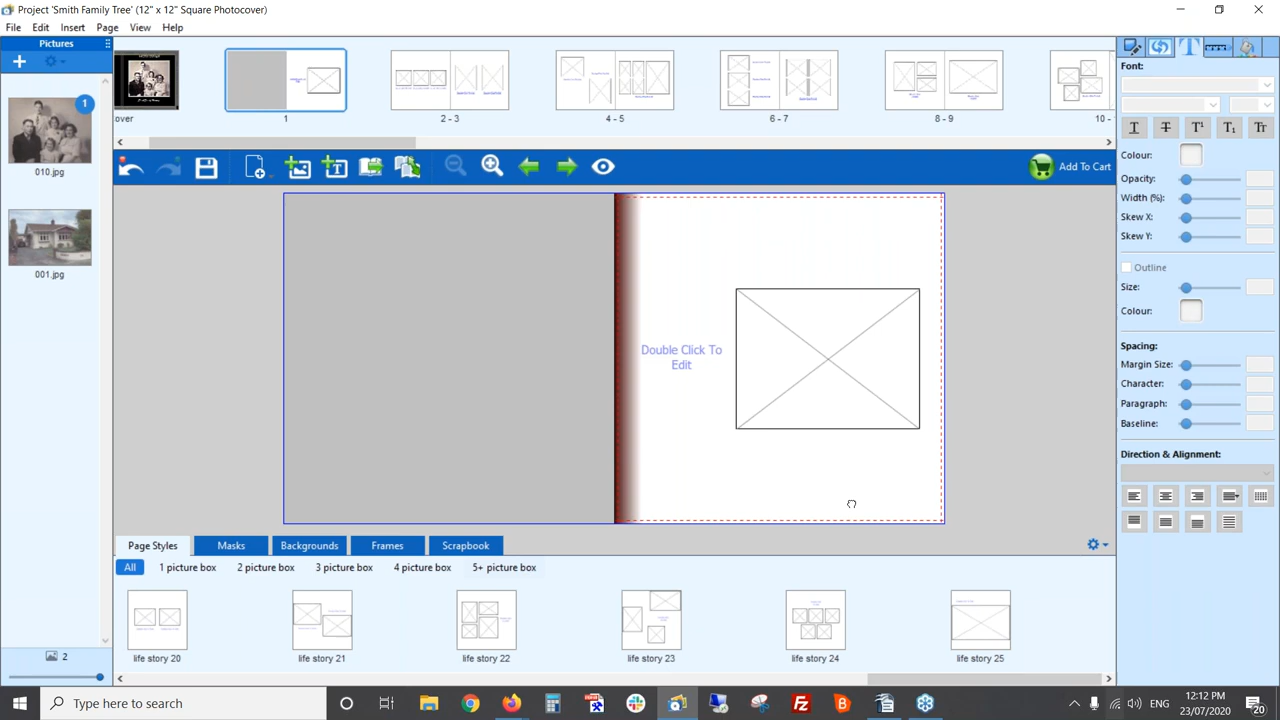 Project 'Smith Family Tree' (12" x 12" Square Photocover)
File Edit Insert Page View Help
Pictures
1
010.jpg
001.jpg
2
cover
1
2 - 3
4 - 5
6 - 7
8 - 9
10 -
Add To Cart
Double Click To
Edit
Page Styles Masks Backgrounds Frames Scrapbook
All 1 picture box 2 picture box 3 picture box 4 picture box 5+ picture box
life story 20
life story 21
life story 22
life story 23
life story 24
life story 25
Font:
Colour:
Opacity:
Width (%):
Skew X:
Skew Y:
Outline
Size:
Colour:
Spacing:
Margin Size:
Character:
Paragraph:
Baseline:
Direction & Alignment:
Type here to search
ENG
12:12 PM
23/07/2020
20